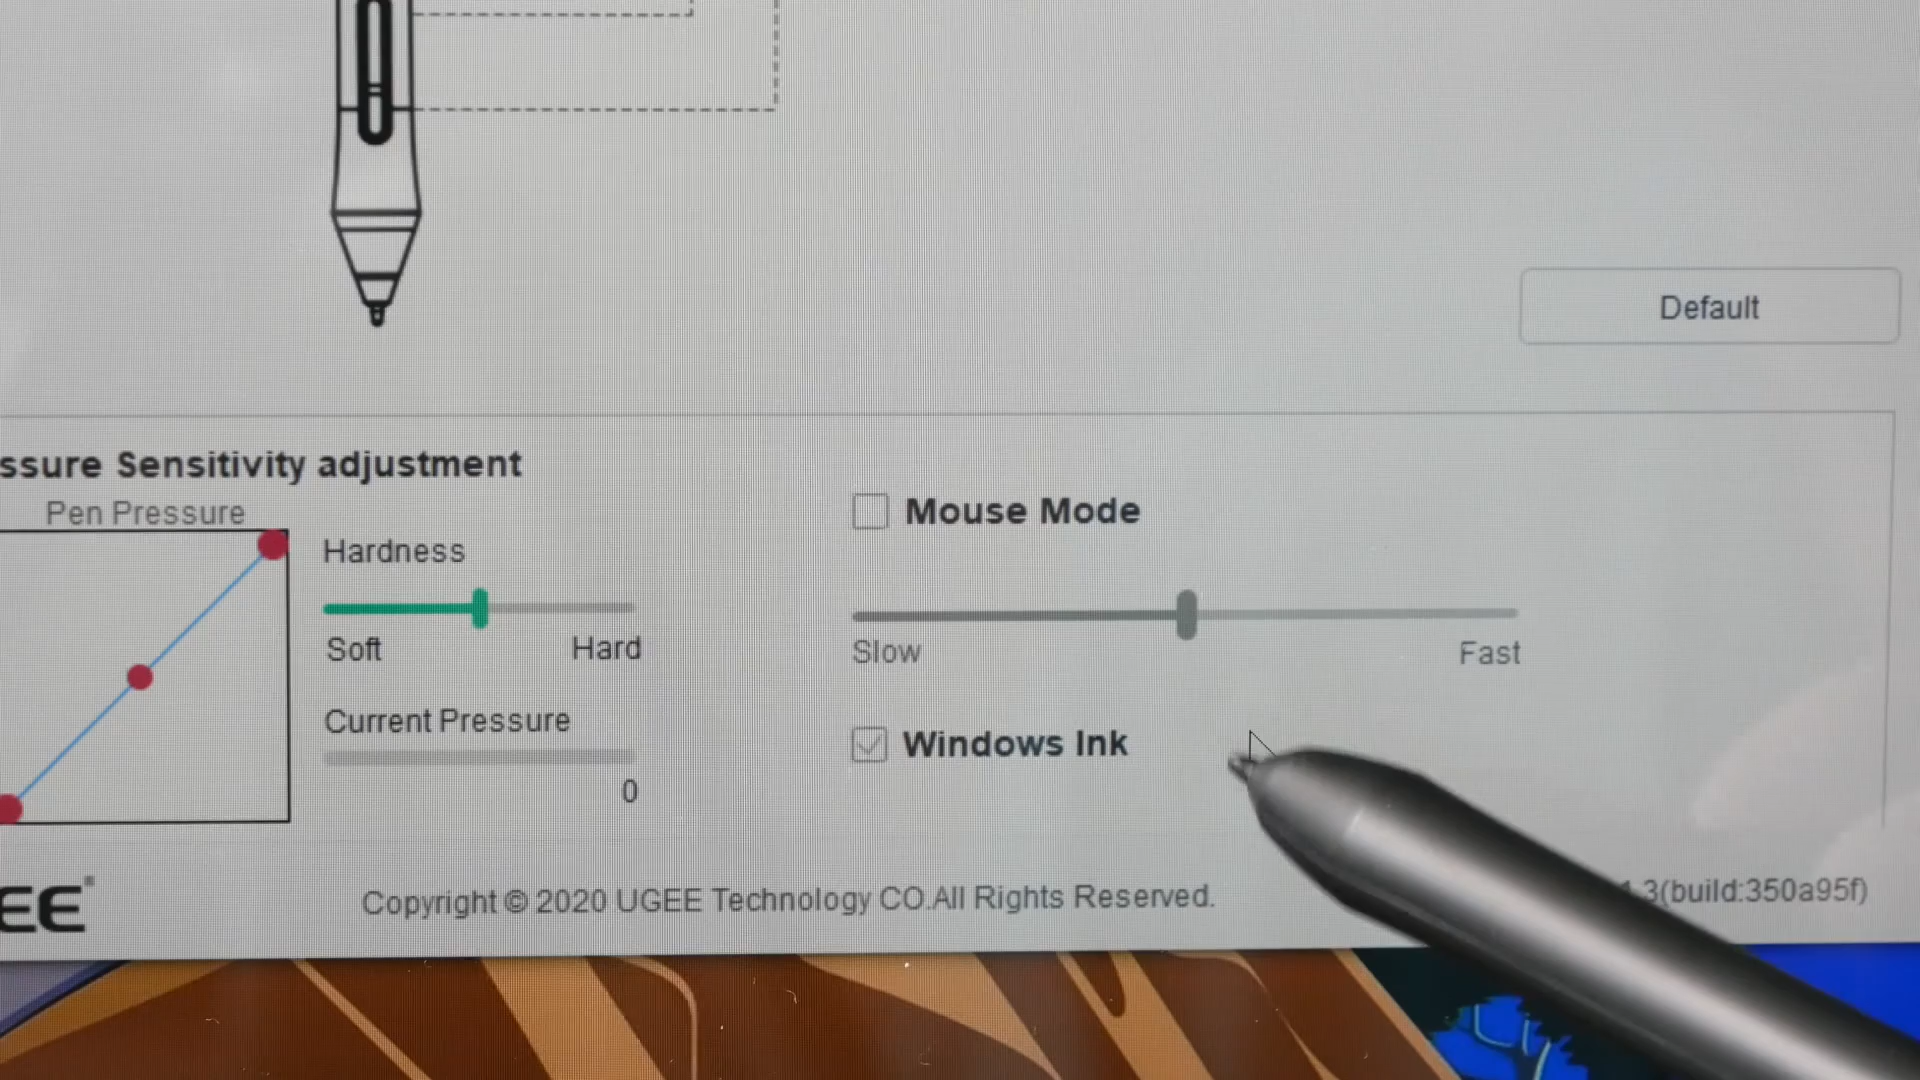 Default
ssure Sensitivity adjustment
Pen Pressure
Hardness
Soft
Hard
Current Pressure
0
Mouse Mode
Slow
Fast
Windows Ink
EE
Copyright © 2020 UGEE Technology CO.All Rights Reserved.
3(build:350a95f)